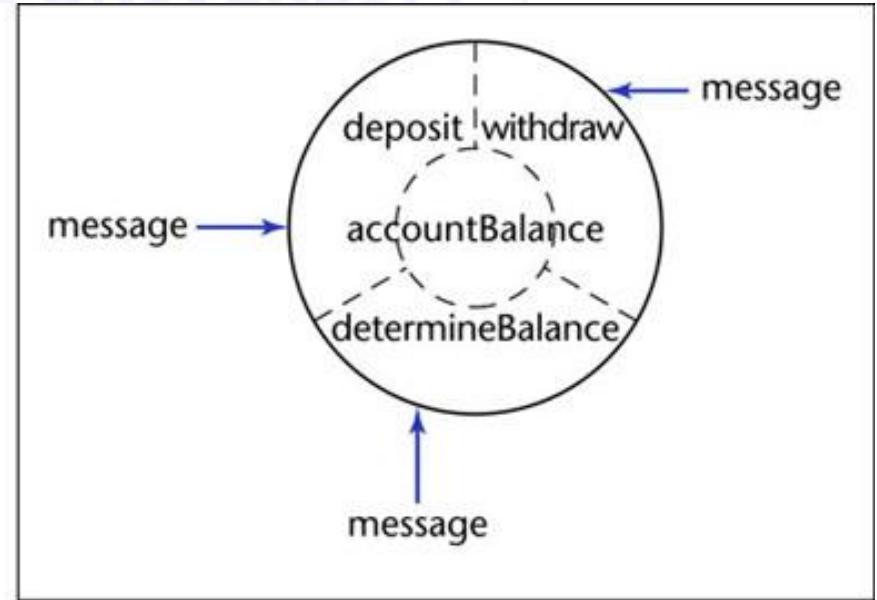 message
deposit withdraw
message
accountBalance
determineBalance
message